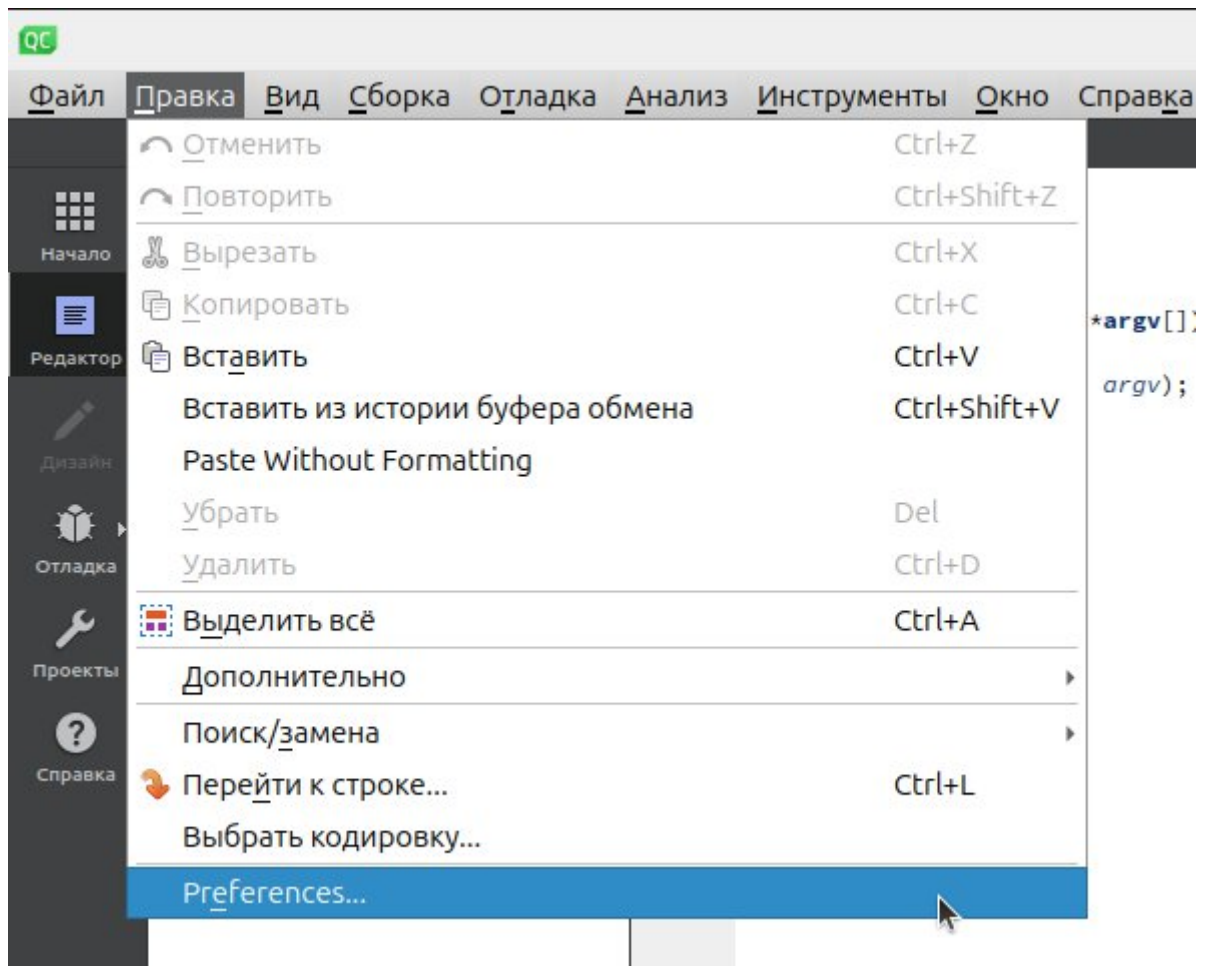 QC
Файл Правка Вид Сборка Отладка Анализ Инструменты Окно Справка
Отменить Ctrl+Z
Повторить Ctrl+Shift+Z
Начало
Вырезать Ctrl+X
Копировать Ctrl+C
*argv[])
Редактор
Вставить Ctrl+V
argv);
Вставить из истории буфера обмена Ctrl+Shift+V
Дизайн
Paste Without Formatting
Убрать Del
Отладка
Удалить Ctrl+D
Выделить всё Ctrl+A
Проекты
Дополнительно
Поиск/замена
Справка
Перейти к строке... Ctrl+L
Выбрать кодировку...
Preferences...